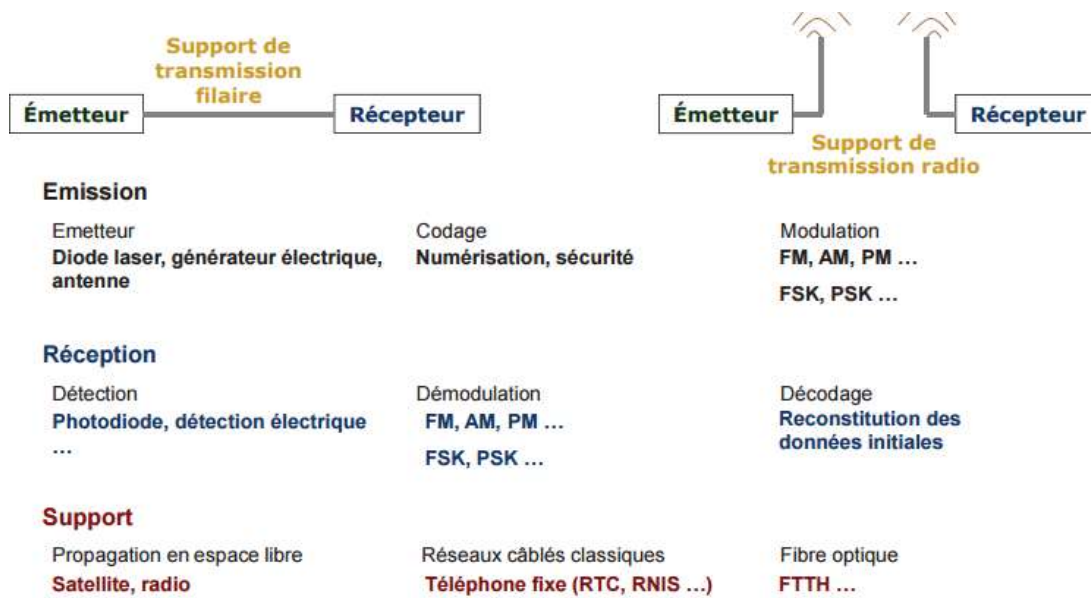 Support de
transmission
filaire
Émetteur
Récepteur
Émetteur
Récepteur
Support de
transmission radio
Emission
Emetteur
Codage
Modulation
Diode laser, générateur électrique,
antenne
Numérisation, sécurité
FM, AM, PM …
FSK, PSK …
Réception
Détection
Démodulation
Décodage
Photodiode, détection électrique
…
FM, AM, PM …
FSK, PSK …
Reconstitution des
données initiales
Support
Propagation en espace libre
Réseaux câblés classiques
Fibre optique
Satellite, radio
Téléphone fixe (RTC, RNIS …)
FTTH …